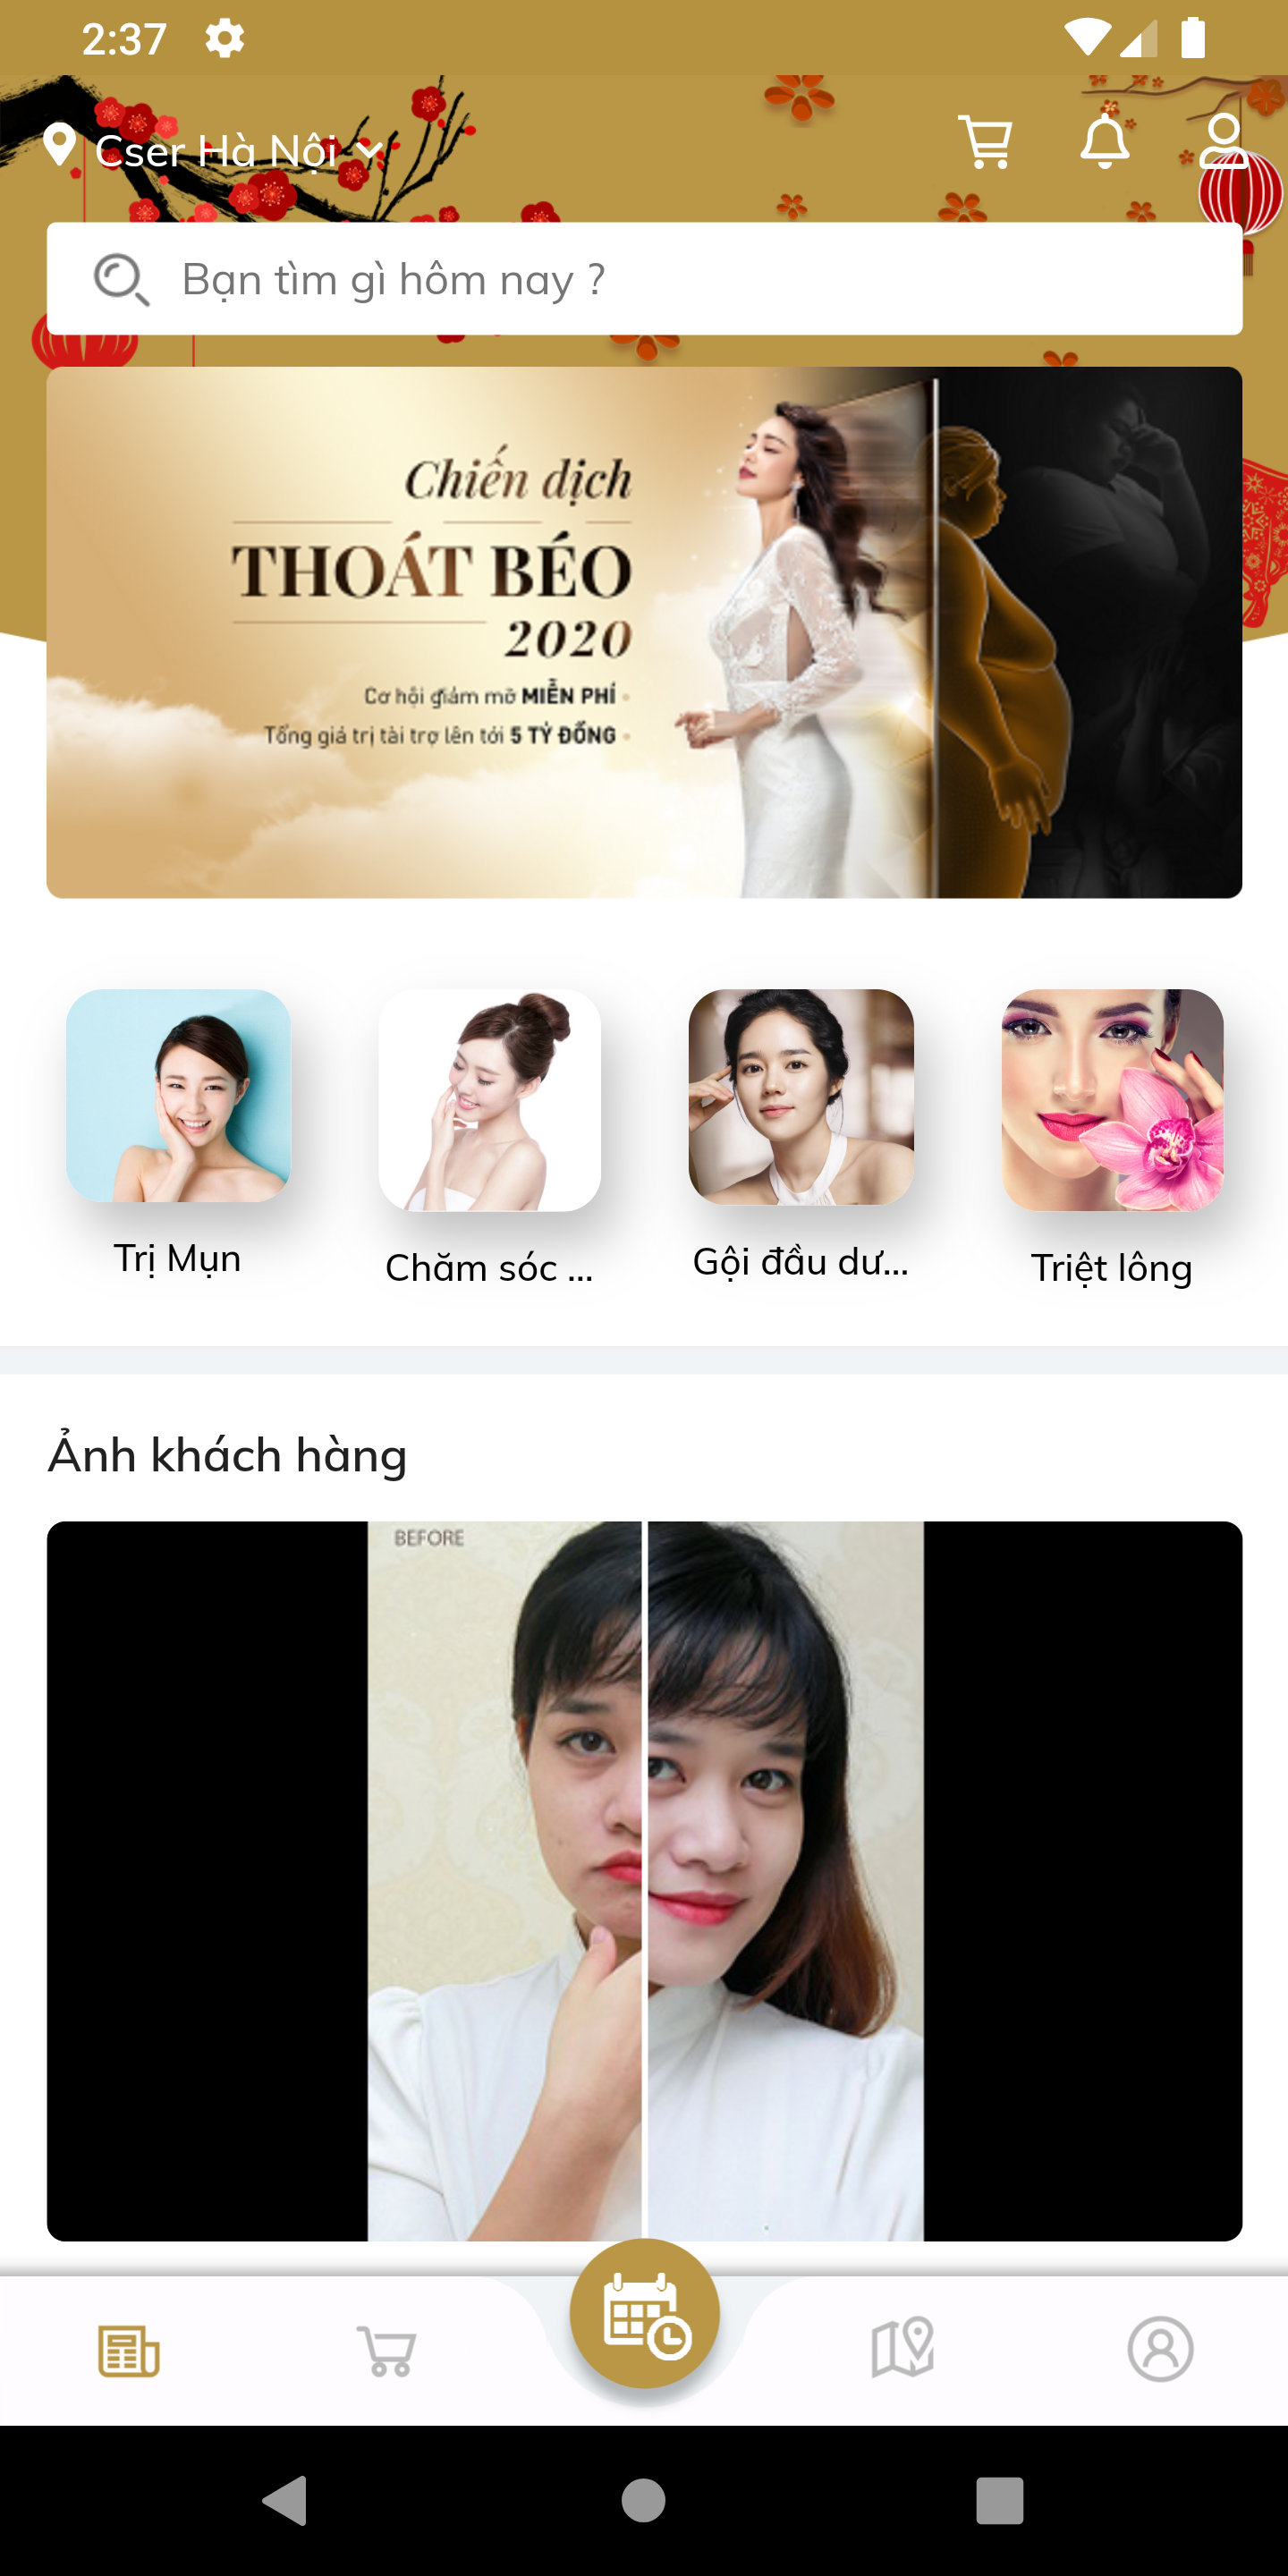 2:37
Cser Hà Nội
Bạn tìm gì hôm nay ?
Chiến dịch
THOÁT BÉO
2020
Cơ hội giảm mỡ MIỄN PHÍ
Tổng giá trị tài trợ lên tới 5 TỶ ĐỒNG
Trị Mụn
Chăm sóc ...
Gội đầu dư...
Triệt lông
Ảnh khách hàng
BEFORE